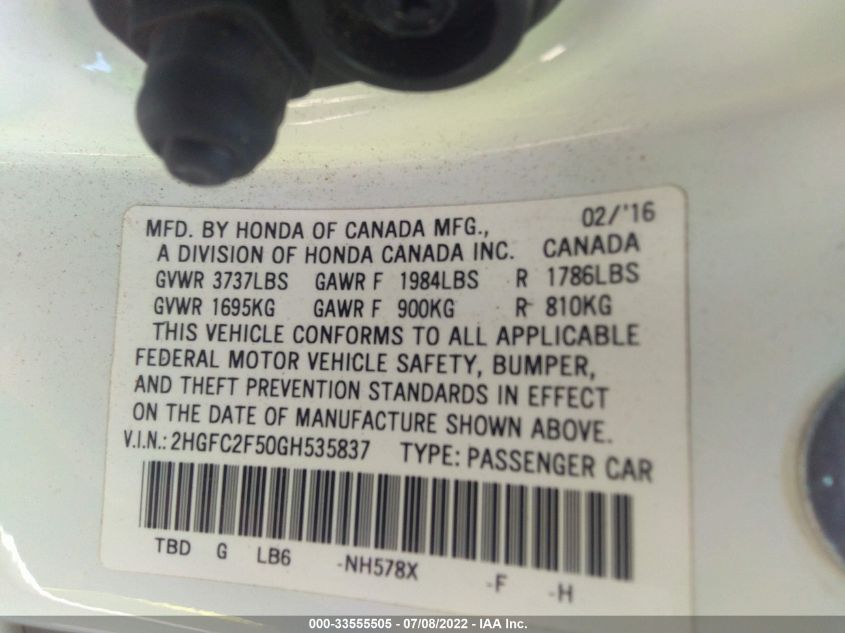 02/'16
MFD. BY HONDA OF CANADA MFG.,
A DIVISION OF HONDA CANADA INC. CANADA
GVWR 3737LBS GAWR F 1984LBS R 1786LBS
GVWR 1695KG GAWR F 900KG R 810KG
THIS VEHICLE CONFORMS TO ALL APPLICABLE
FEDERAL MOTOR VEHICLE SAFETY, BUMPER,
AND THEFT PREVENTION STANDARDS IN EFFECT
ON THE DATE OF MANUFACTURE SHOWN ABOVE.
V.I.N.: 2HGFC2F50GH535837 TYPE: PASSENGER CAR
TBD G LB6 -NH578X -F -H
000-33555505 - 07/08/2022 - IAA Inc.